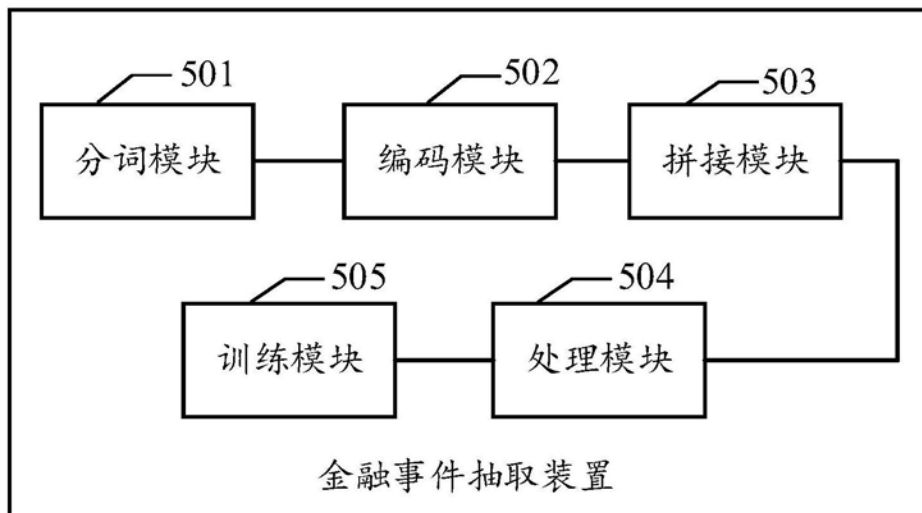 501
502
503
分词模块
编码模块
拼接模块
505
504
训练模块
处理模块
金融事件抽取装置